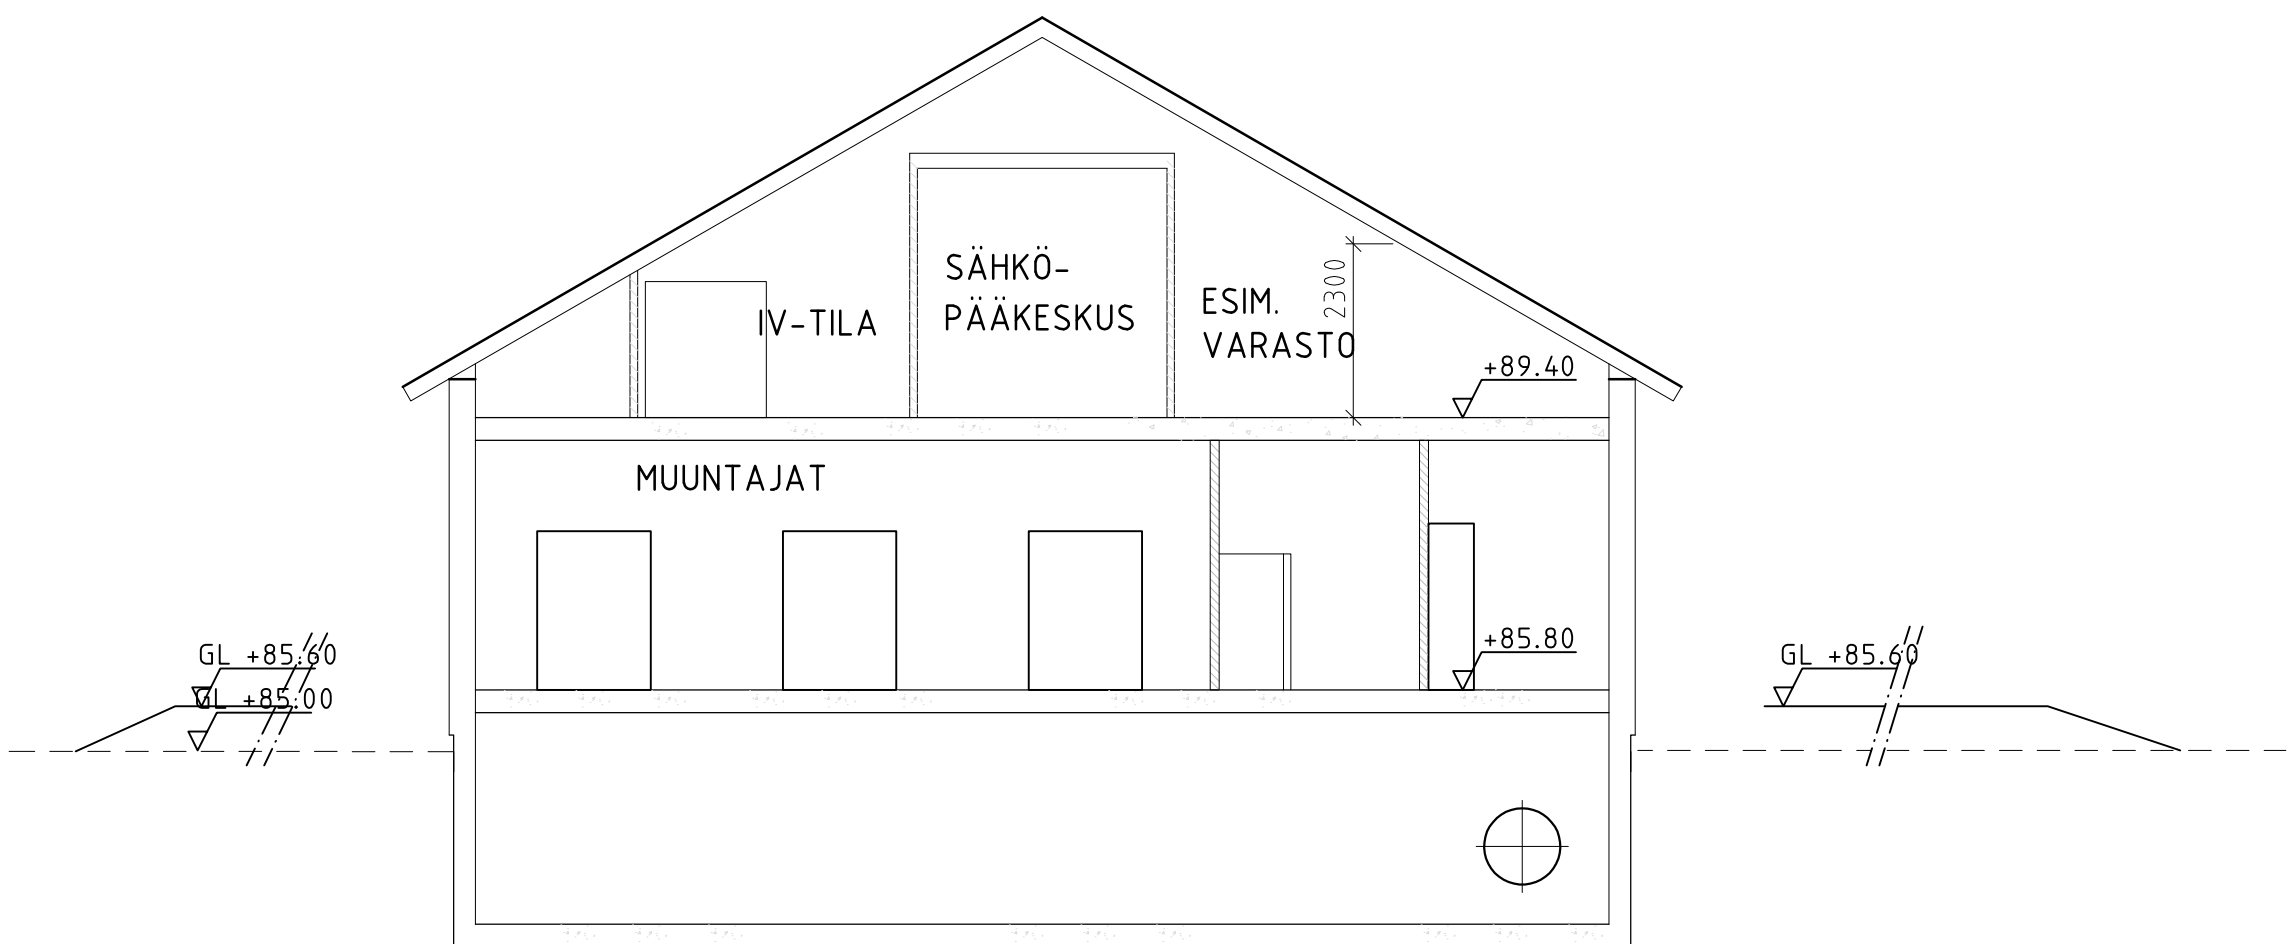 SÄHKÖ-
PÄÄKESKUS
IV-TILA
ESIM.
VARASTO
2300
+89.40
MUUNTAJAT
+85.80
GL +85.60
GL +85.00
GL +85.60